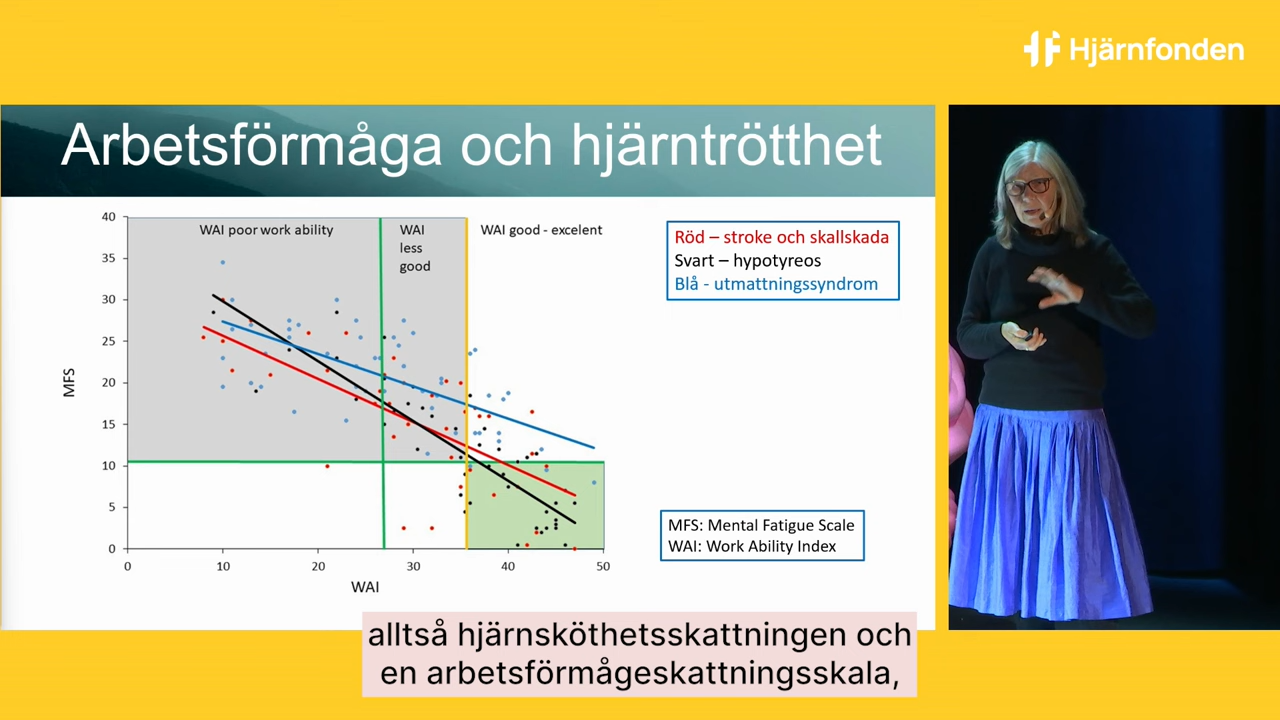 Hjärnfonden
Arbetsförmåga och hjärntrötthet
40
35
30
25
20
15
10
5
0
MFS
WAI poor work ability
WAI
less
good
WAI good - excelent
0 10 20 30 40 50
WAI
Röd – stroke och skallskada
Svart – hypotyreos
Blå - utmattningssyndrom
MFS: Mental Fatigue Scale
WAI: Work Ability Index
alltså hjärnsköthetsskattningen och
en arbetsförmågeskattningsskala,